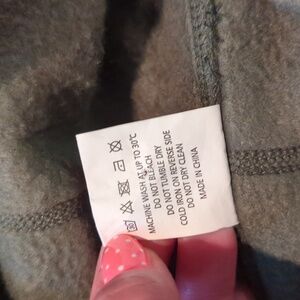 MACHINE WASH AT UP TO 30°C
DO NOT BLEACH
DO NOT TUMBLE DRY
COLD IRON ON REVERSE SIDE
DO NOT DRY CLEAN
MADE IN CHINA